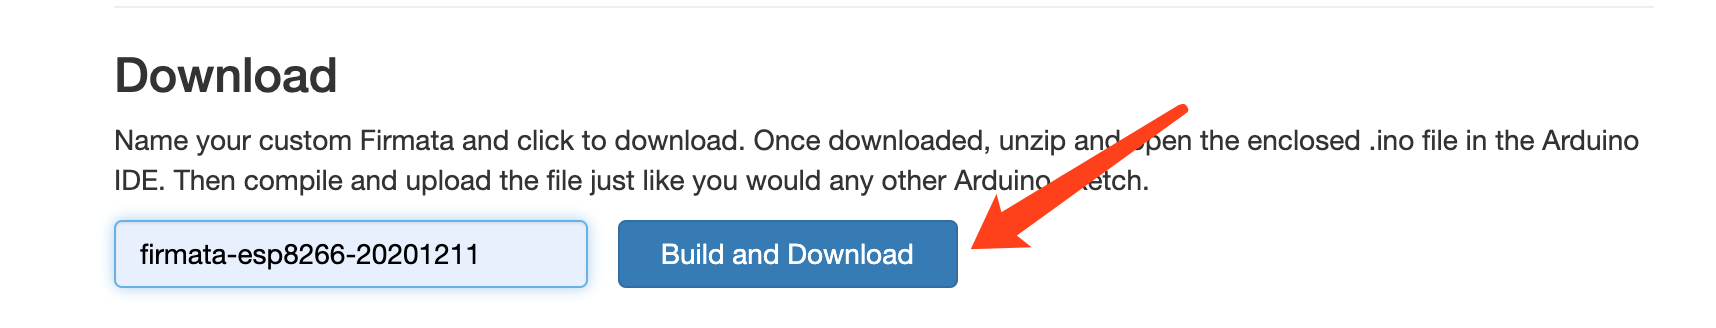 Download
Name your custom Firmata and click to download. Once downloaded, unzip and open the enclosed .ino file in the Arduino
IDE. Then compile and upload the file just like you would any other Arduino sketch.
firmata-esp8266-20201211
Build and Download